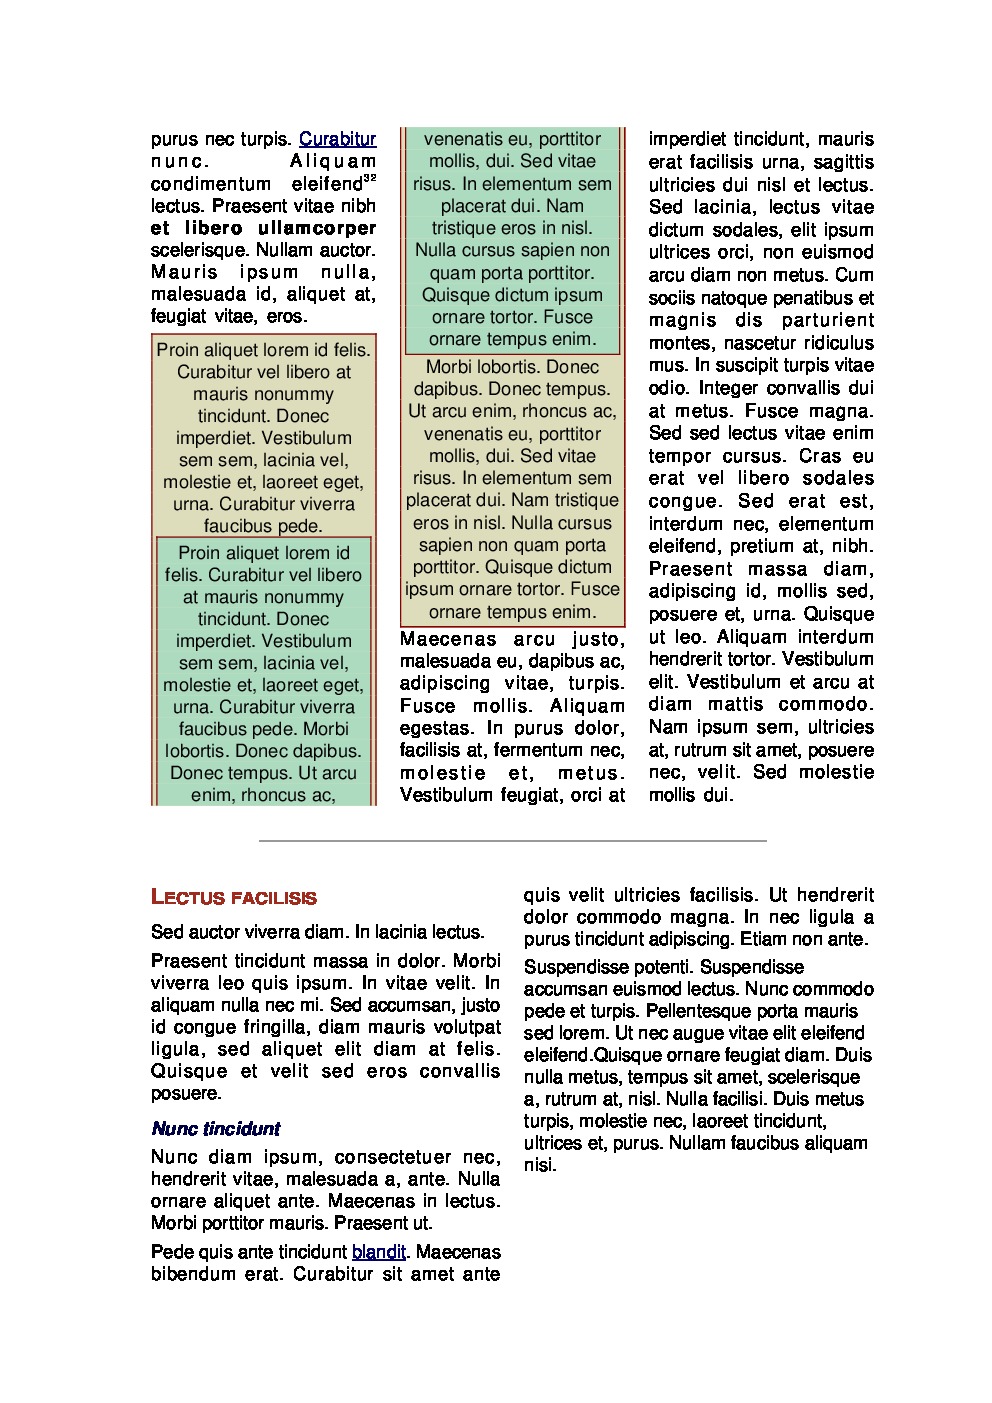 purus nec turpis. Curabitur
nunc. Aliquam
condimentum eleifend³²
lectus. Praesent vitae nibh
et libero ullamcorper
scelerisque. Nullam auctor.
Mauris ipsum nulla,
malesuada id, aliquet at,
feugiat vitae, eros.
Proin aliquet lorem id felis.
Curabitur vel libero at
mauris nonummy
tincidunt. Donec
imperdiet. Vestibulum
sem sem, lacinia vel,
molestie et, laoreet eget,
urna. Curabitur viverra
faucibus pede.
Proin aliquet lorem id
felis. Curabitur vel libero
at mauris nonummy
tincidunt. Donec
imperdiet. Vestibulum
sem sem, lacinia vel,
molestie et, laoreet eget,
urna. Curabitur viverra
faucibus pede. Morbi
lobortis. Donec dapibus.
Donec tempus. Ut arcu
enim, rhoncus ac,
venenatis eu, porttitor
mollis, dui. Sed vitae
risus. In elementum sem
placerat dui. Nam
tristique eros in nisl.
Nulla cursus sapien non
quam porta porttitor.
Quisque dictum ipsum
ornare tortor. Fusce
ornare tempus enim.
Morbi lobortis. Donec
dapibus. Donec tempus.
Ut arcu enim, rhoncus ac,
venenatis eu, porttitor
mollis, dui. Sed vitae
risus. In elementum sem
placerat dui. Nam tristique
eros in nisl. Nulla cursus
sapien non quam porta
porttitor. Quisque dictum
ipsum ornare tortor. Fusce
ornare tempus enim.
Maecenas arcu justo,
malesuada eu, dapibus ac,
adipiscing vitae, turpis.
Fusce mollis. Aliquam
egestas. In purus dolor,
facilisis at, fermentum nec,
molestie et, metus.
Vestibulum feugiat, orci at
imperdiet tincidunt, mauris
erat facilisis urna, sagittis
ultricies dui nisl et lectus.
Sed lacinia, lectus vitae
dictum sodales, elit ipsum
ultrices orci, non euismod
arcu diam non metus. Cum
sociis natoque penatibus et
magnis dis parturient
montes, nascetur ridiculus
mus. In suscipit turpis vitae
odio. Integer convallis dui
at metus. Fusce magna.
Sed sed lectus vitae enim
tempor cursus. Cras eu
erat vel libero sodales
congue. Sed erat est,
interdum nec, elementum
eleifend, pretium at, nibh.
Praesent massa diam,
adipiscing id, mollis sed,
posuere et, urna. Quisque
ut leo. Aliquam interdum
hendrerit tortor. Vestibulum
elit. Vestibulum et arcu at
diam mattis commodo.
Nam ipsum sem, ultricies
at, rutrum sit amet, posuere
nec, velit. Sed molestie
mollis dui.
LECTUS FACILISIS
Sed auctor viverra diam. In lacinia lectus.
Praesent tincidunt massa in dolor. Morbi
viverra leo quis ipsum. In vitae velit. In
aliquam nulla nec mi. Sed accumsan, justo
id congue fringilla, diam mauris volutpat
ligula, sed aliquet elit diam at felis.
Quisque et velit sed eros convallis
posuere.
Nunc tincidunt
Nunc diam ipsum, consectetuer nec,
hendrerit vitae, malesuada a, ante. Nulla
ornare aliquet ante. Maecenas in lectus.
Morbi porttitor mauris. Praesent ut.
Pede quis ante tincidunt blandit. Maecenas
bibendum erat. Curabitur sit amet ante
quis velit ultricies facilisis. Ut hendrerit
dolor commodo magna. In nec ligula a
purus tincidunt adipiscing. Etiam non ante.
Suspendisse potenti. Suspendisse
accumsan euismod lectus. Nunc commodo
pede et turpis. Pellentesque porta mauris
sed lorem. Ut nec augue vitae elit eleifend
eleifend.Quisque ornare feugiat diam. Duis
nulla metus, tempus sit amet, scelerisque
a, rutrum at, nisl. Nulla facilisi. Duis metus
turpis, molestie nec, laoreet tincidunt,
ultrices et, purus. Nullam faucibus aliquam
nisi.